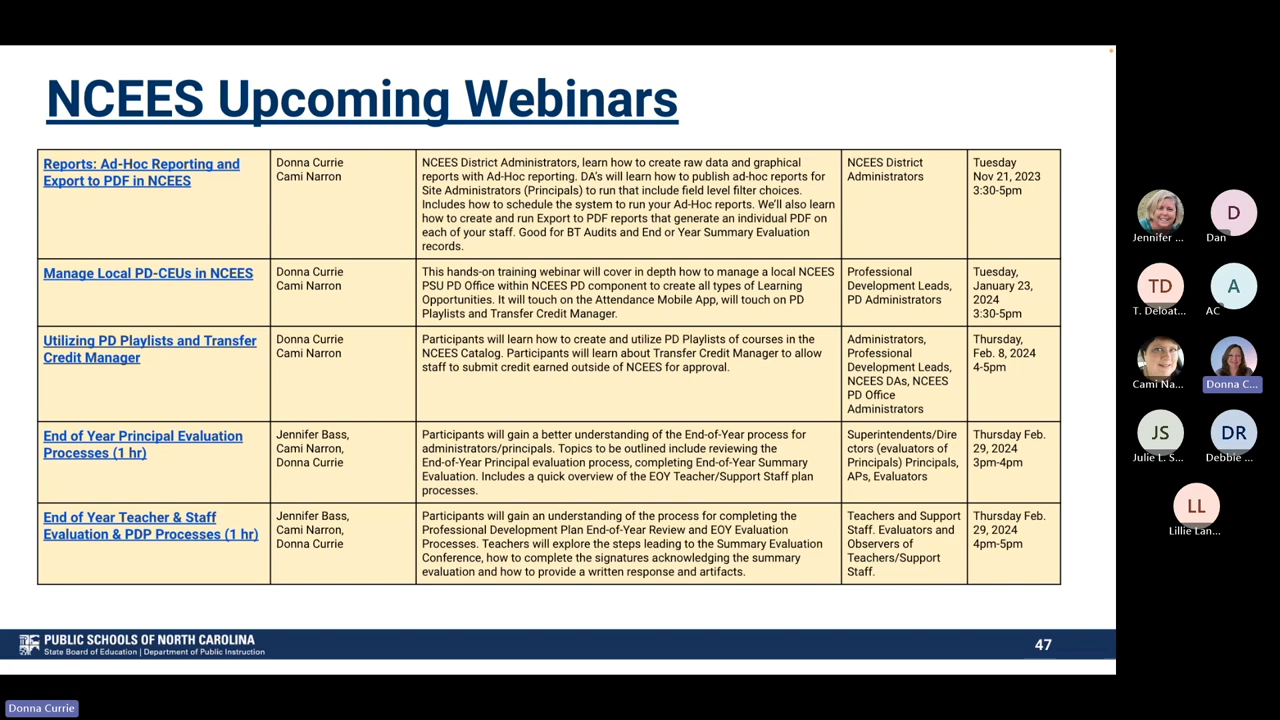 NCEES Upcoming Webinars
Reports: Ad-Hoc Reporting and
Export to PDF in NCEES
Donna Currie
Cami Narron
NCEES District Administrators, learn how to create raw data and graphical
reports with Ad-Hoc reporting. DA's will learn how to publish ad-hoc reports for
Site Administrators (Principals) to run that include field level filter choices.
Includes how to schedule the system to run your Ad-Hoc reports. We'll also learn
how to create and run Export to PDF reports that generate an individual PDF on
each of your staff. Good for BT Audits and End or Year Summary Evaluation
records.
NCEES District
Administrators
Tuesday
Nov 21, 2023
3:30-5pm
Manage Local PD-CEUs in NCEES
Donna Currie
Cami Narron
This hands-on training webinar will cover in depth how to manage a local NCEES
PSU PD Office within NCEES PD component to create all types of Learning
Opportunities. It will touch on the Attendance Mobile App, will touch on PD
Playlists and Transfer Credit Manager.
Professional
Development Leads,
PD Administrators
Tuesday,
January 23,
2024
3:30-5pm
Utilizing PD Playlists and Transfer
Credit Manager
Donna Currie
Cami Narron
Participants will learn how to create and utilize PD Playlists of courses in the
NCEES Catalog. Participants will learn about Transfer Credit Manager to allow
staff to submit credit earned outside of NCEES for approval.
Administrators,
Professional
Development Leads,
NCEES DAs, NCEES
PD Office
Administrators
Thursday,
Feb. 8, 2024
4-5pm
End of Year Principal Evaluation
Processes (1 hr)
Jennifer Bass,
Cami Narron,
Donna Currie
Participants will gain a better understanding of the End-of-Year process for
administrators/principals. Topics to be outlined include reviewing the
End-of-Year Principal evaluation process, completing End-of-Year Summary
Evaluation. Includes a quick overview of the EOY Teacher/Support Staff plan
processes.
Superintendents/Dire
ctors (evaluators of
Principals) Principals,
APs, Evaluators
Thursday Feb.
29, 2024
3pm-4pm
End of Year Teacher & Staff
Evaluation & PDP Processes (1 hr)
Jennifer Bass,
Cami Narron,
Donna Currie
Participants will gain an understanding of the process for completing the
Professional Development Plan End-of-Year Review and EOY Evaluation
Processes. Teachers will explore the steps leading to the Summary Evaluation
Conference, how to complete the signatures acknowledging the summary
evaluation and how to provide a written response and artifacts.
Teachers and Support
Staff. Evaluators and
Observers of
Teachers/Support
Staff.
Thursday Feb.
29, 2024
4pm-5pm
PUBLIC SCHOOLS OF NORTH CAROLINA
State Board of Education | Department of Public Instruction
47
Jennifer ...
D
Dan
TD
T. Deloat...
A
AC
Cami Na...
Donna C...
JS
Julie L. S...
DR
Debbie ...
LL
Lillie Lan...
Donna Currie